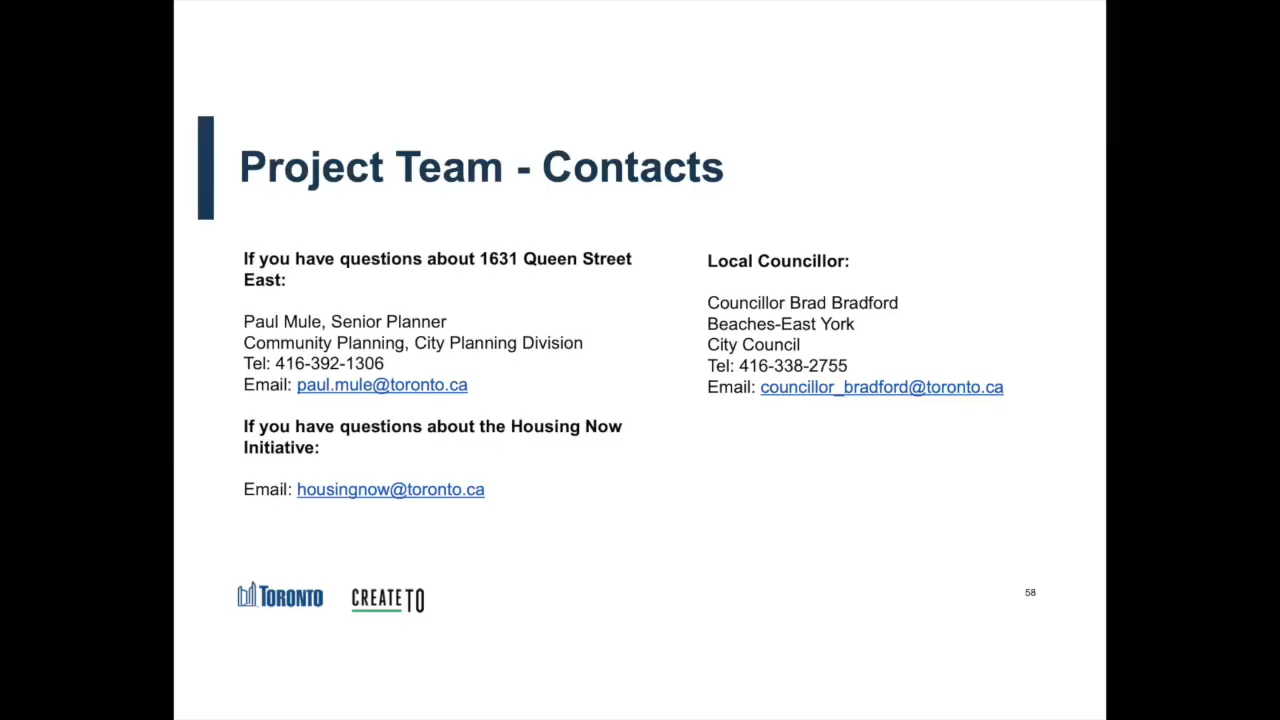 Project Team - Contacts
If you have questions about 1631 Queen Street
East:
Paul Mule, Senior Planner
Community Planning, City Planning Division
Tel: 416-392-1306
Email: paul.mule@toronto.ca
If you have questions about the Housing Now
Initiative:
Email: housingnow@toronto.ca
Local Councillor:
Councillor Brad Bradford
Beaches-East York
City Council
Tel: 416-338-2755
Email: councillor_bradford@toronto.ca
TORONTO
CREATETO
58